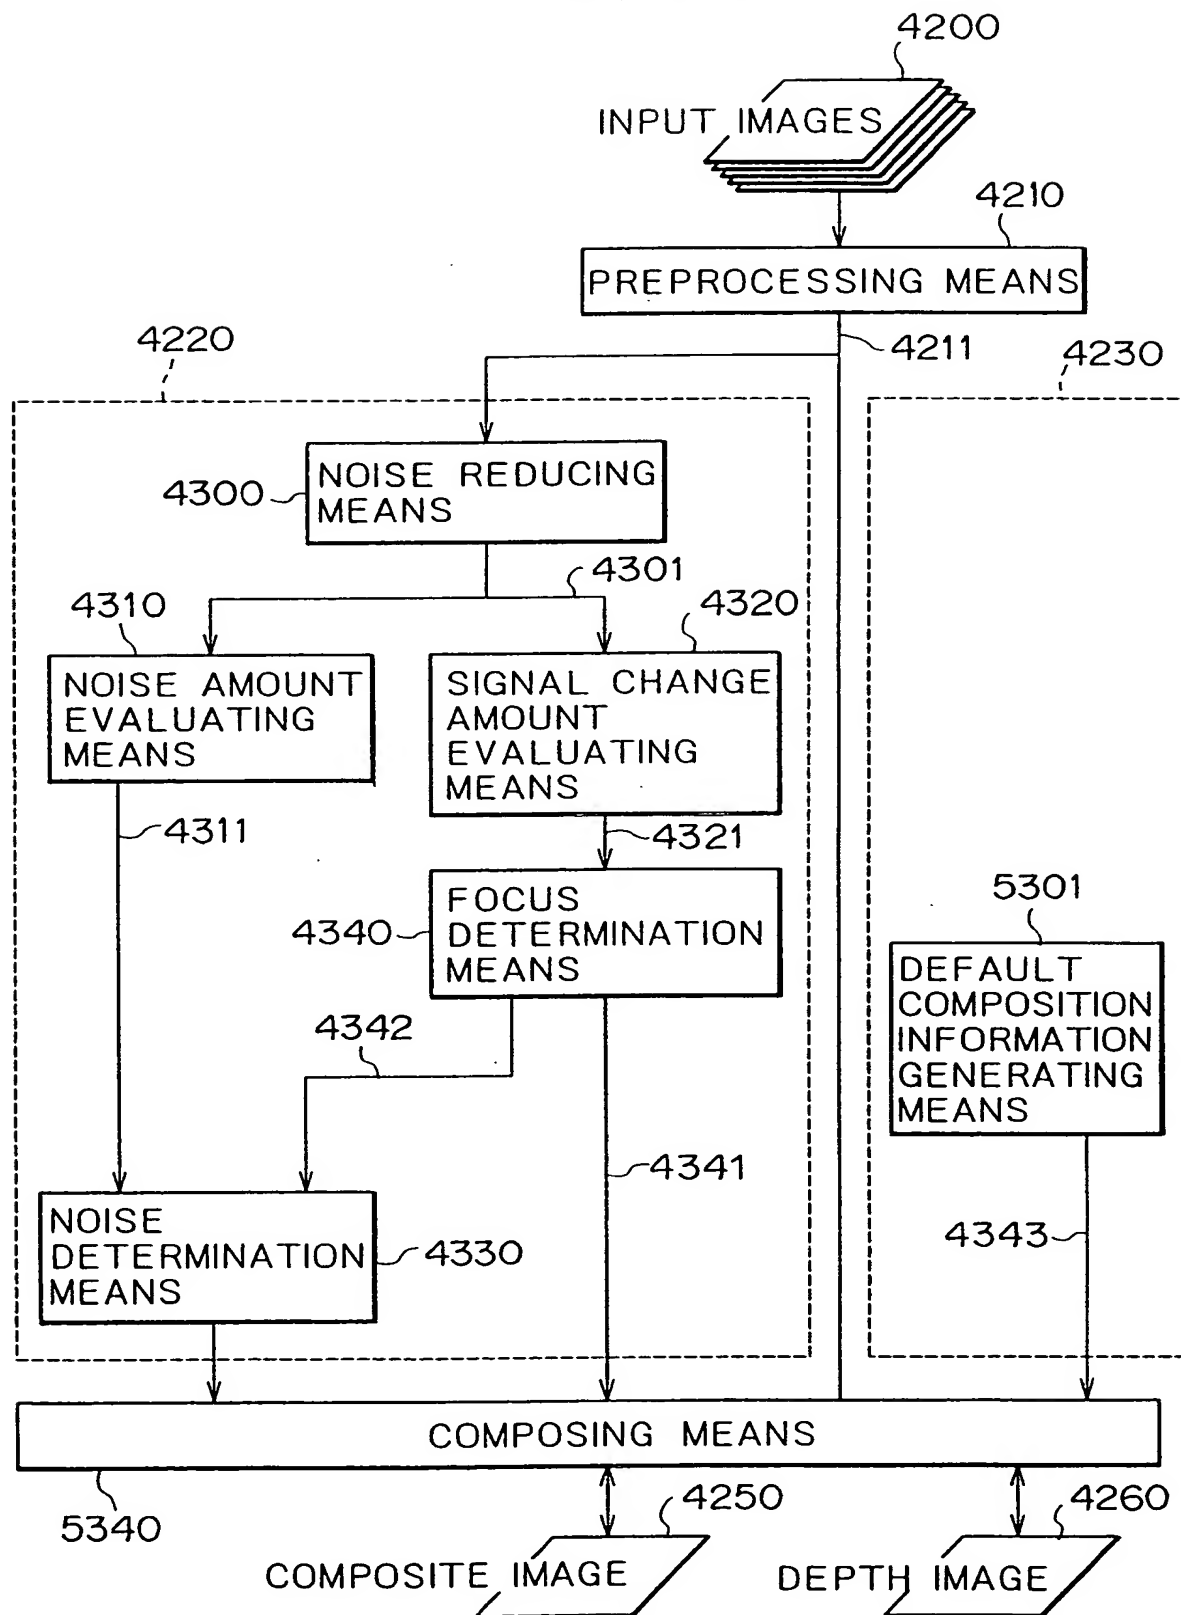 4200
INPUT IMAGES
4210
PREPROCESSING MEANS
4220
4211
4230
NOISE REDUCING
MEANS
4300
4301
4310
4320
NOISE AMOUNT
EVALUATING
MEANS
SIGNAL CHANGE
AMOUNT
EVALUATING
MEANS
4311
4321
5301
FOCUS
DETERMINATION
MEANS
4340
DEFAULT
COMPOSITION
INFORMATION
GENERATING
MEANS
4342
4341
4343
NOISE
DETERMINATION
MEANS
4330
COMPOSING MEANS
5340
4250
4260
COMPOSITE IMAGE
DEPTH IMAGE